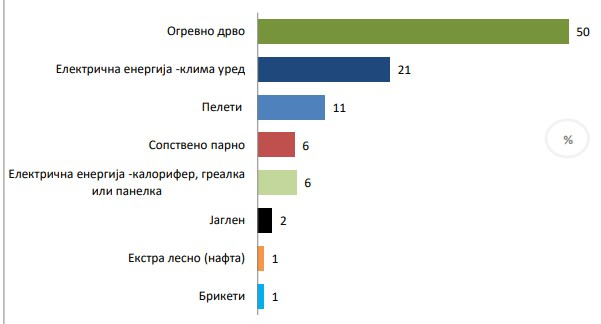 Огревно дрво 50
Електрична енергија -клима уред 21
Пелети 11
%
Сопствено парно 6
Електрична енергија -калорифер, греалка
или панелка 6
Јаглен 2
Екстра лесно (нафта) 1
Брикети 1